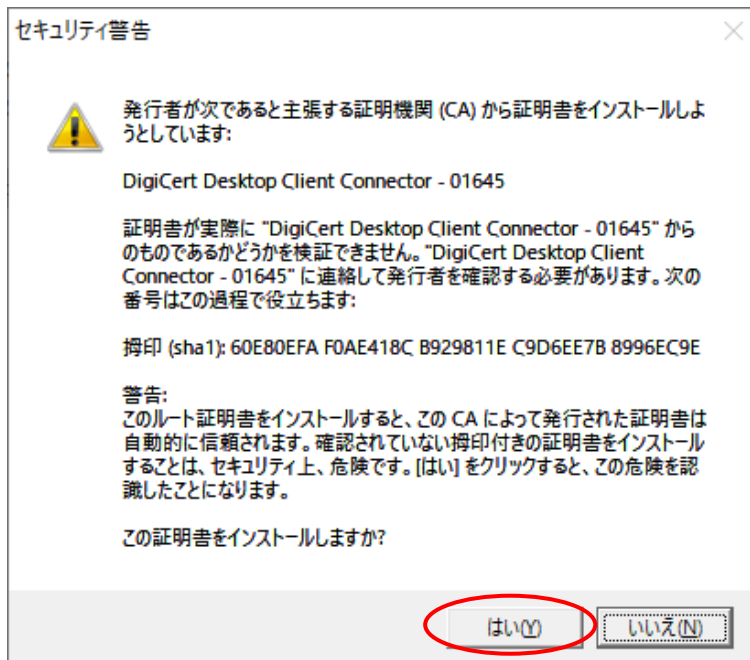 セキュリティ警告
発行者が次であると主張する証明機関 (CA) から証明書をインストールしよ
うとしています:
DigiCert Desktop Client Connector - 01645
証明書が実際に "DigiCert Desktop Client Connector - 01645" から
のものであるかどうかを検証できません。"DigiCert Desktop Client
Connector - 01645" に連絡して発行者を確認する必要があります。次の
番号はこの過程で役立ちます:
拇印 (sha1): 60E80EFA F0AE418C B929811E C9D6EE7B 8996EC9E
警告:
このルート証明書をインストールすると、この CA によって発行された証明書は
自動的に信頼されます。確認されていない拇印付きの証明書をインストール
することは、セキュリティ上、危険です。[はい] をクリックすると、この危険を認
識したことになります。
この証明書をインストールしますか?
はい(Y)
いいえ(N)